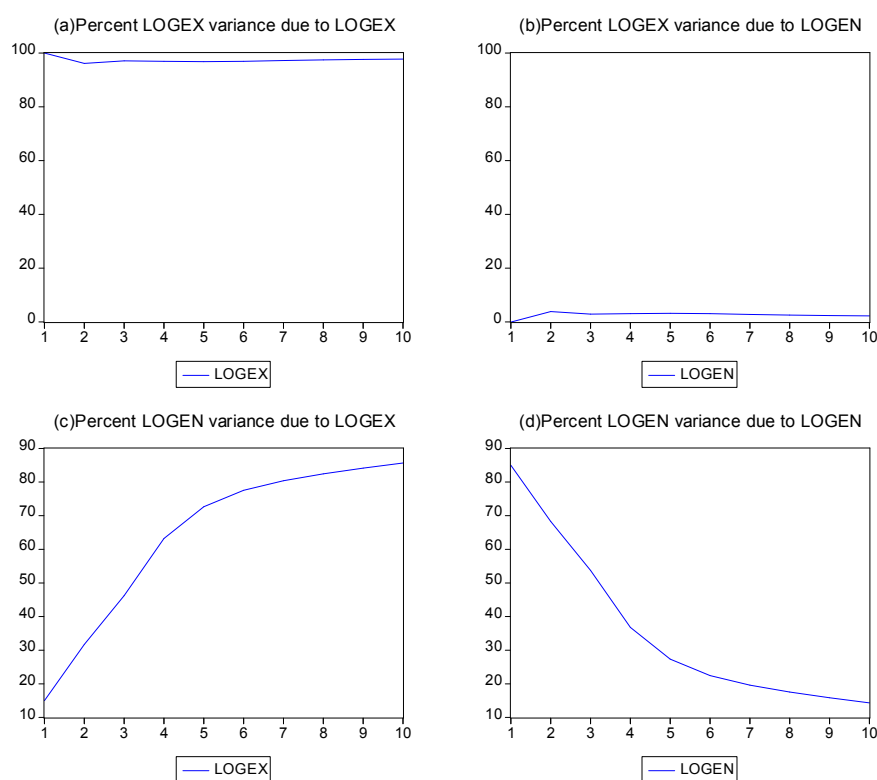 (a)Percent LOGEX variance due to LOGEX
100
80
60
40
20
0
1 2 3 4 5 6 7 8 9 10
LOGEX
(b)Percent LOGEX variance due to LOGEN
100
80
60
40
20
0
1 2 3 4 5 6 7 8 9 10
LOGEN
(c)Percent LOGEN variance due to LOGEX
90
80
70
60
50
40
30
20
10
1 2 3 4 5 6 7 8 9 10
LOGEX
(d)Percent LOGEN variance due to LOGEN
90
80
70
60
50
40
30
20
10
1 2 3 4 5 6 7 8 9 10
LOGEN